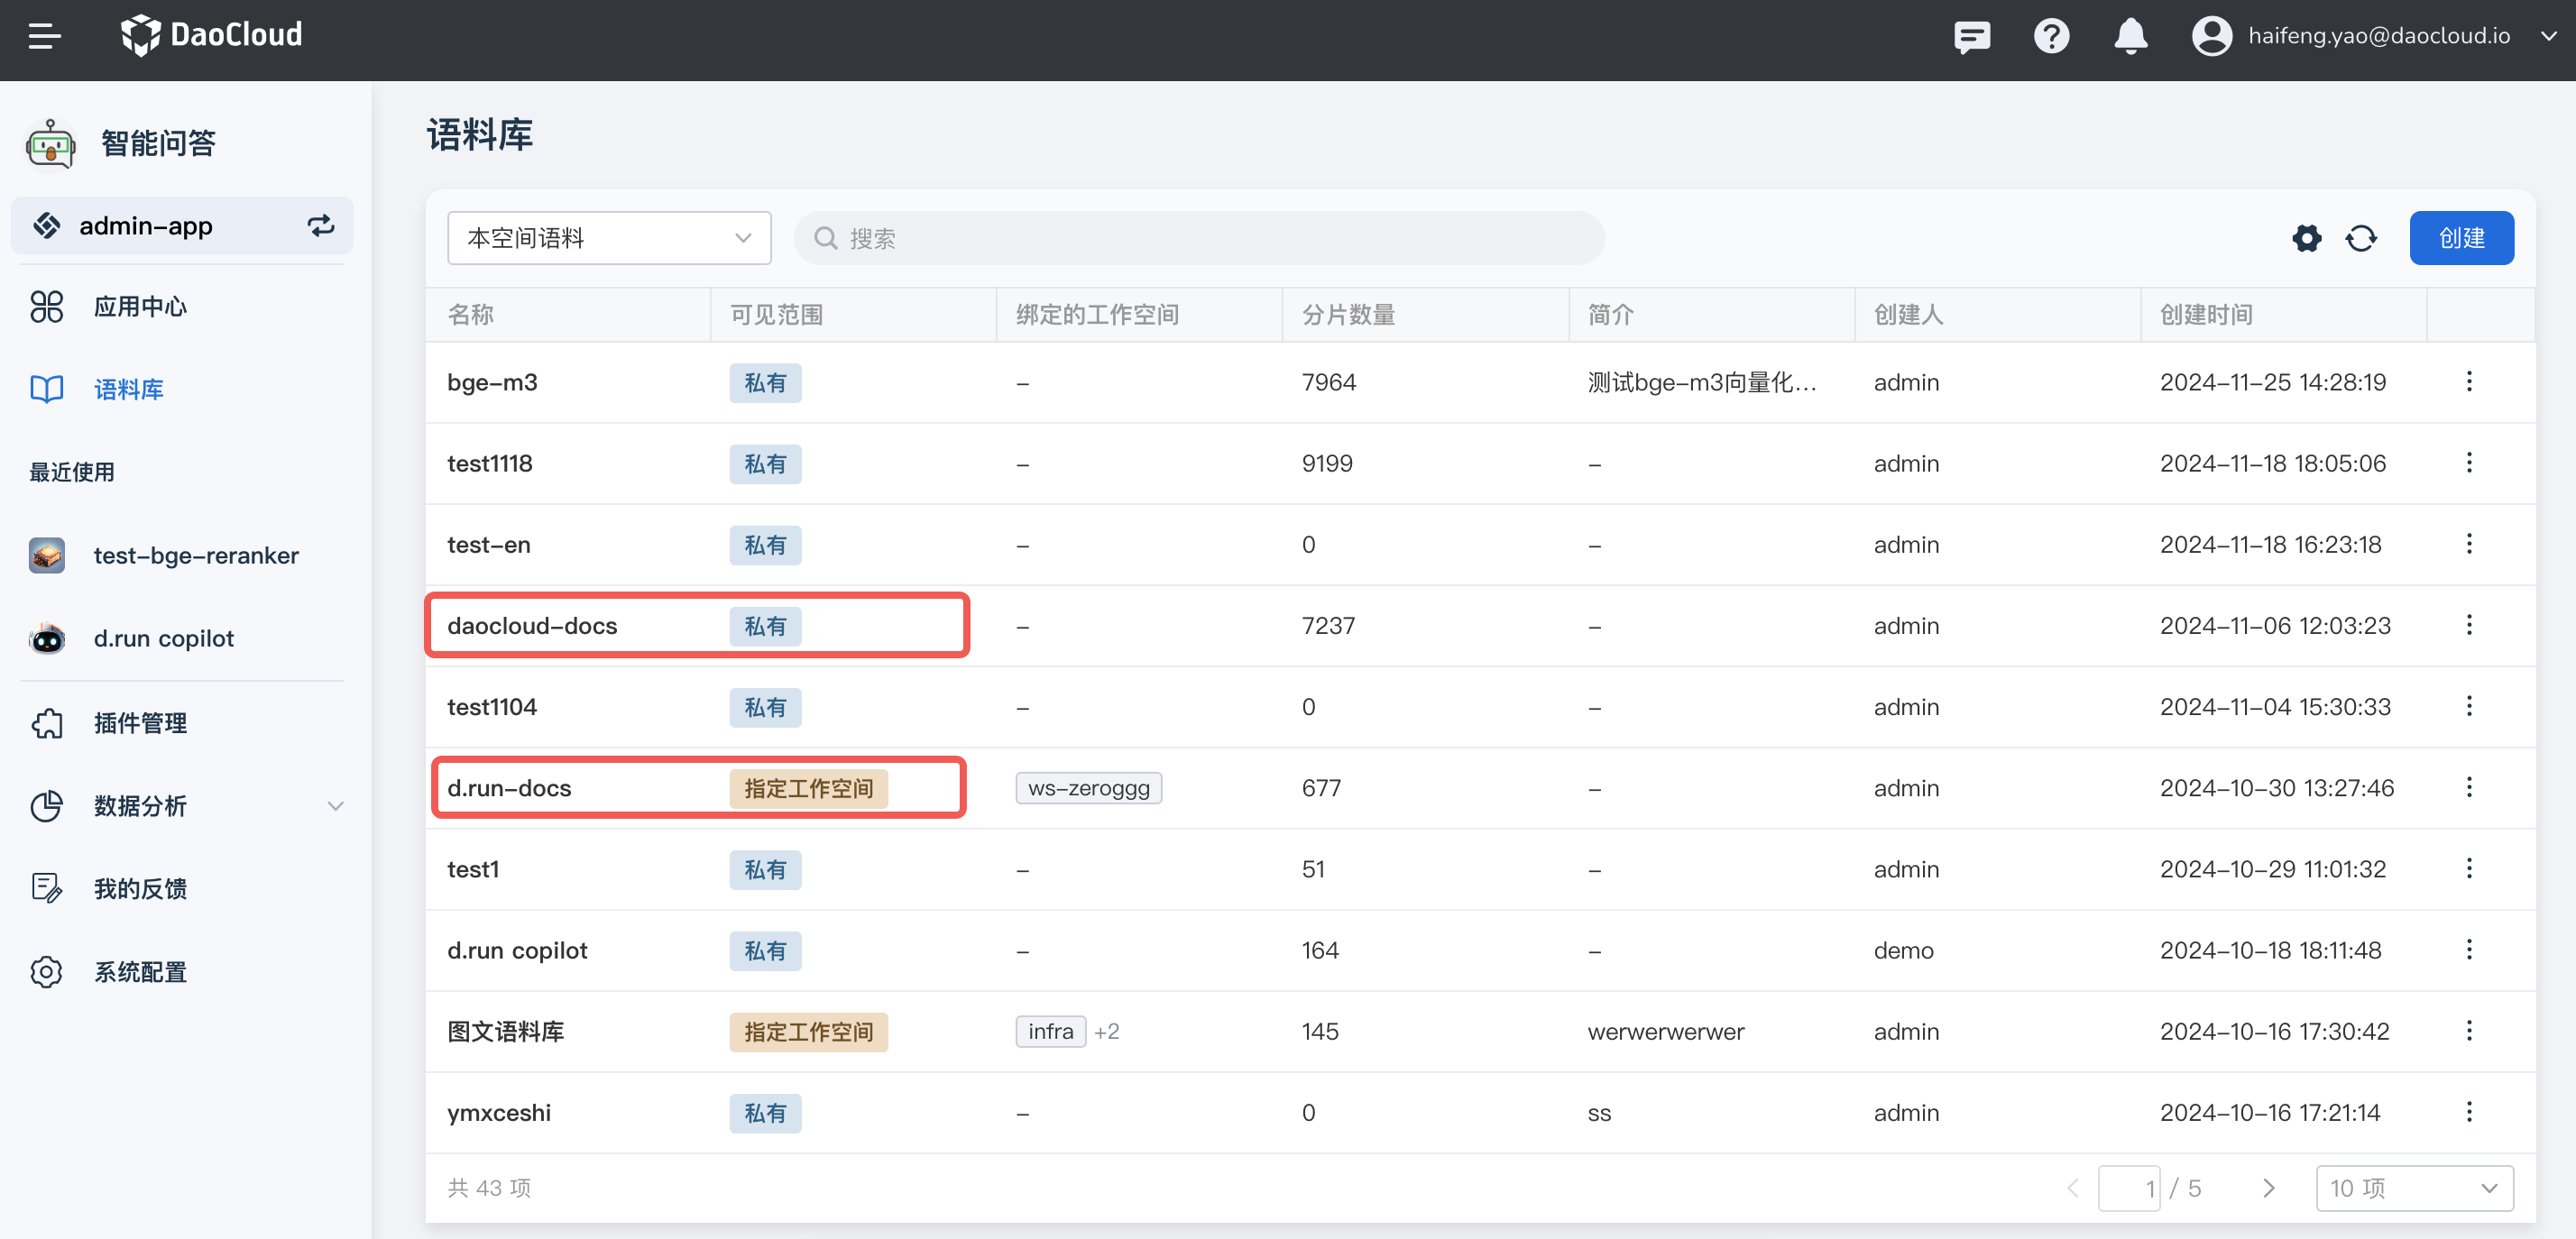 DaoCloud
haifeng.yao@daocloud.io
智能问答
admin-app
应用中心
语料库
最近使用
test-bge-reranker
d.run copilot
插件管理
数据分析
我的反馈
系统配置
语料库
本空间语料 搜索 创建
名称 可见范围 绑定的工作空间 分片数量 简介 创建人 创建时间
bge-m3 私有 - 7964 测试bge-m3向量化... admin 2024-11-25 14:28:19
test1118 私有 - 9199 - admin 2024-11-18 18:05:06
test-en 私有 - 0 - admin 2024-11-18 16:23:18
daocloud-docs 私有 - 7237 - admin 2024-11-06 12:03:23
test1104 私有 - 0 - admin 2024-11-04 15:30:33
d.run-docs 指定工作空间 ws-zeroggg 677 - admin 2024-10-30 13:27:46
test1 私有 - 51 - admin 2024-10-29 11:01:32
d.run copilot 私有 - 164 - demo 2024-10-18 18:11:48
图文语料库 指定工作空间 infra +2 145 werwerwerwer admin 2024-10-16 17:30:42
ymxceshi 私有 - 0 ss admin 2024-10-16 17:21:14
共 43 项 1 / 5 10 项